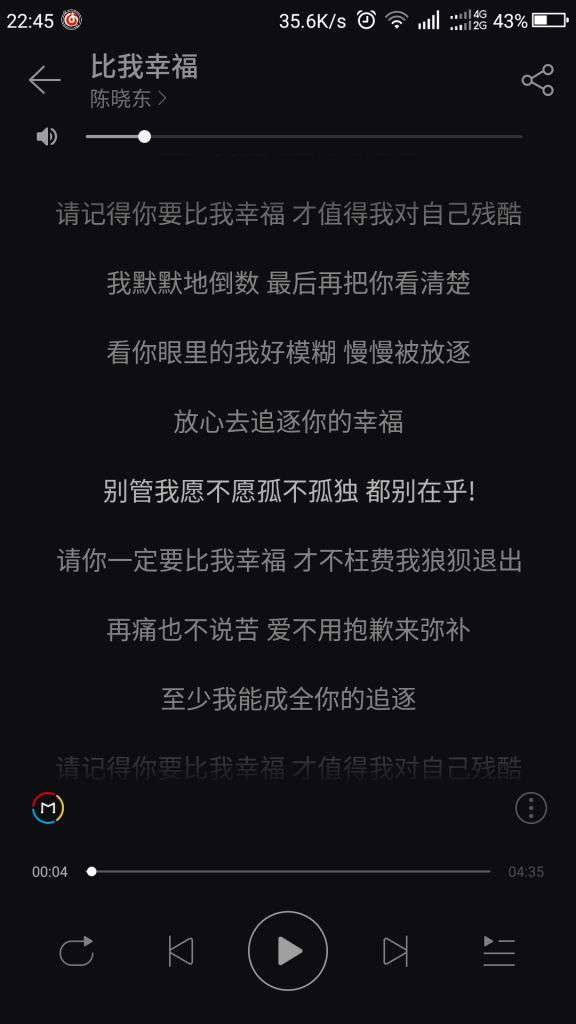 22:45 35.6K/s 4G 2G 43%
比我幸福
陈晓东
请记得你要比我幸福 才值得我对自己残酷
我默默地倒数 最后再把你看清楚
看你眼里的我好模糊 慢慢被放逐
放心去追逐你的幸福
别管我愿不愿孤不孤独 都别在乎!
请你一定要比我幸福 才不枉费我狼狈退出
再痛也不说苦 爱不用抱歉来弥补
至少我能成全你的追逐
请记得你要比我幸福 才值得我对自己残酷
M
00:04 04:35